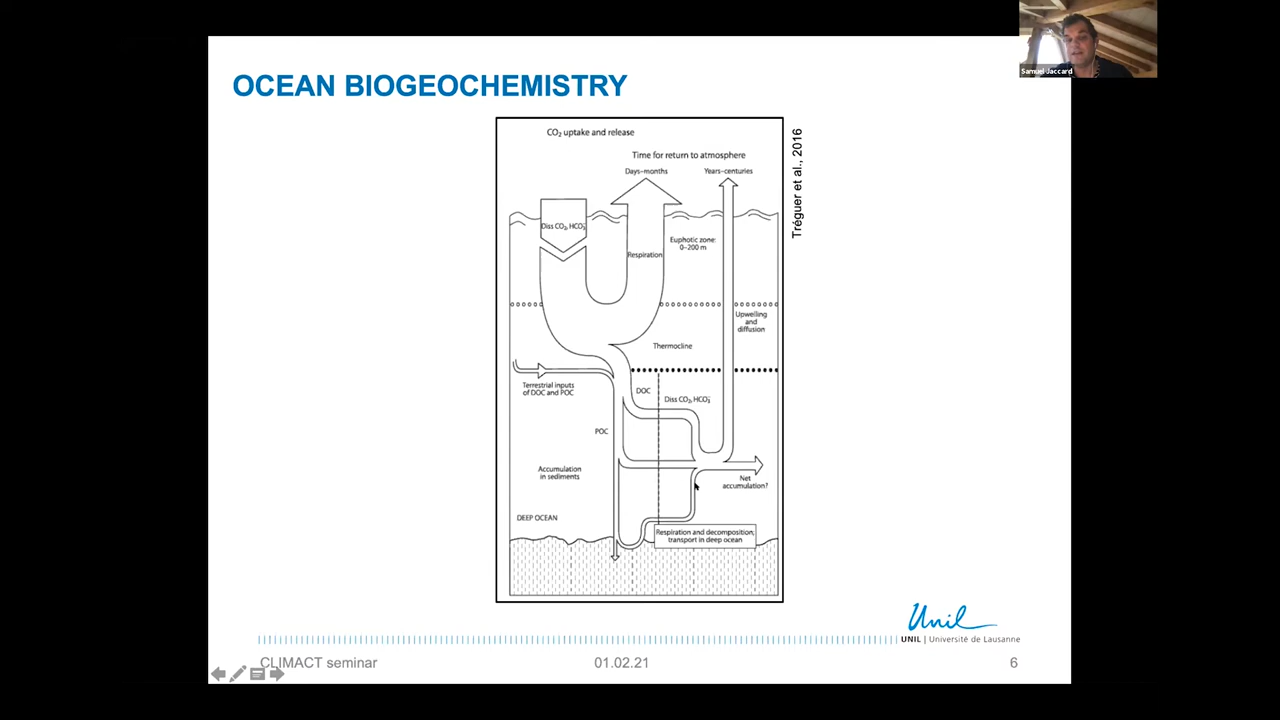 Samuel Jaccard
OCEAN BIOGEOCHEMISTRY
CO₂ uptake and release
Time for return to atmosphere
Days–months
Years–centuries
Tréguer et al., 2016
Diss CO₂, HCO₃⁻
Respiration
Euphotic zone:
0–200 m
Upwelling
and
diffusion
Thermocline
Terrestrial inputs
of DOC and POC
DOC
Diss CO₂, HCO₃⁻
POC
Accumulation
in sediments
Net
accumulation?
DEEP OCEAN
Respiration and decomposition,
transport in deep ocean
Unil
UNIL | Université de Lausanne
CLIMACT seminar
01.02.21
6